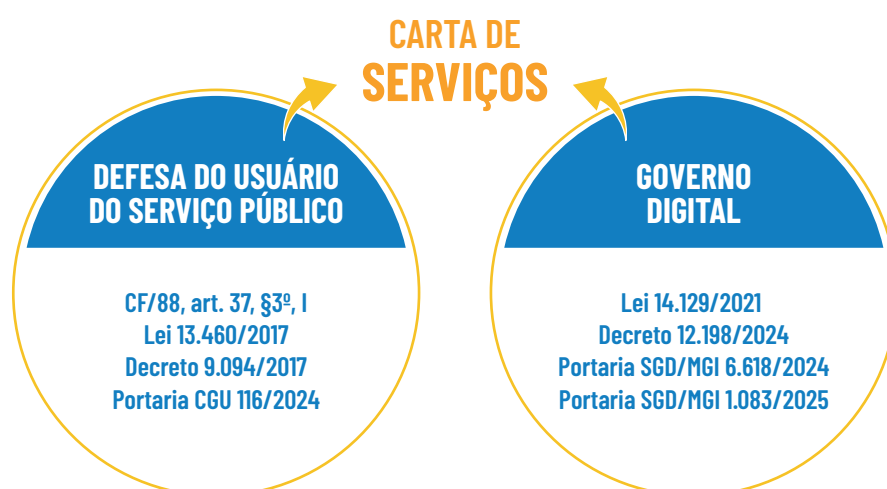 CARTA DE
SERVIÇOS
DEFESA DO USUÁRIO
DO SERVIÇO PÚBLICO
CF/88, art. 37, §3º, I
Lei 13.460/2017
Decreto 9.094/2017
Portaria CGU 116/2024
GOVERNO
DIGITAL
Lei 14.129/2021
Decreto 12.198/2024
Portaria SGD/MGI 6.618/2024
Portaria SGD/MGI 1.083/2025